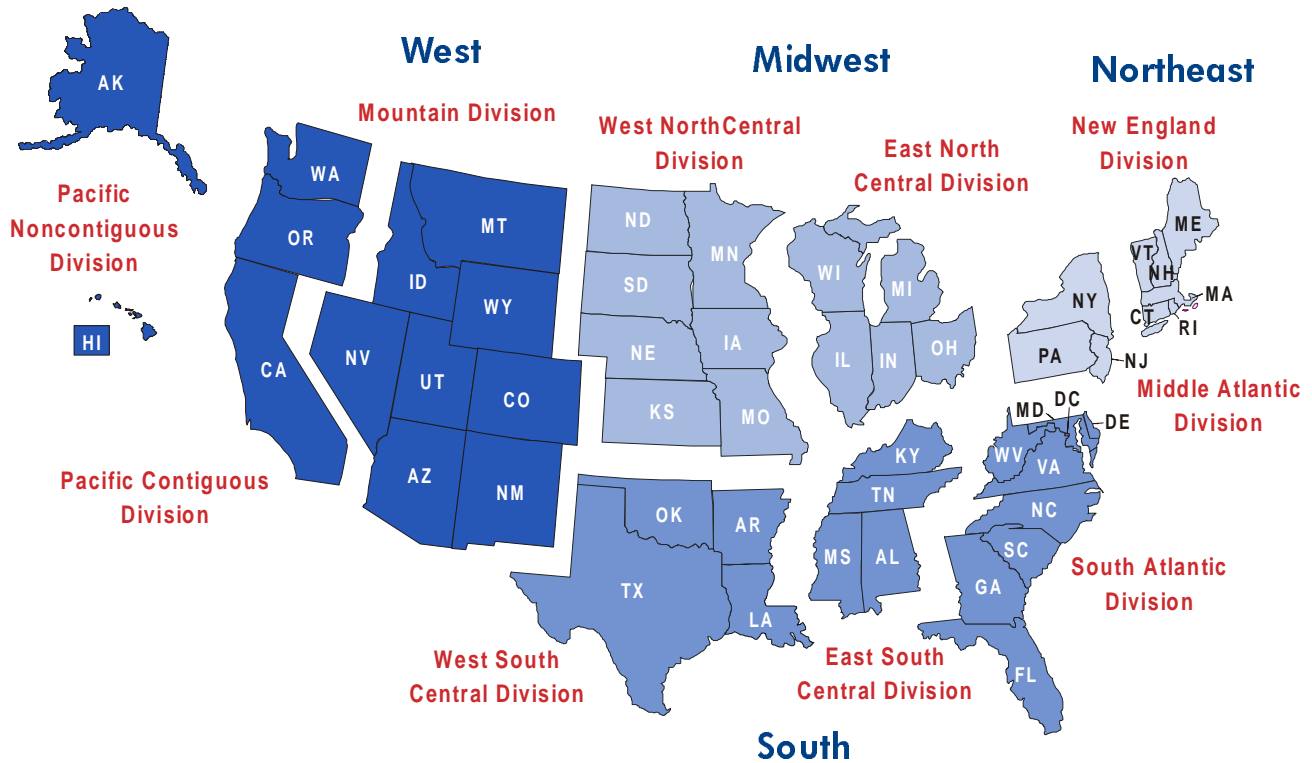 West
Midwest
Northeast
AK
Mountain Division
West NorthCentral
Division
East North
Central Division
New England
Division
Pacific
Noncontiguous
Division
HI
WA
OR
CA
MT
ID
WY
NV
UT
CO
AZ
NM
Pacific Contiguous
Division
ND
MN
SD
IA
NE
KS
MO
WI
MI
IL
IN
OH
ME
VT
NH
MA
NY
CT
RI
PA
NJ
Middle Atlantic
Division
DC
MD
DE
WV
VA
KY
TN
NC
SC
MS
AL
GA
FL
OK
AR
TX
LA
South Atlantic
Division
West South
Central Division
East South
Central Division
South